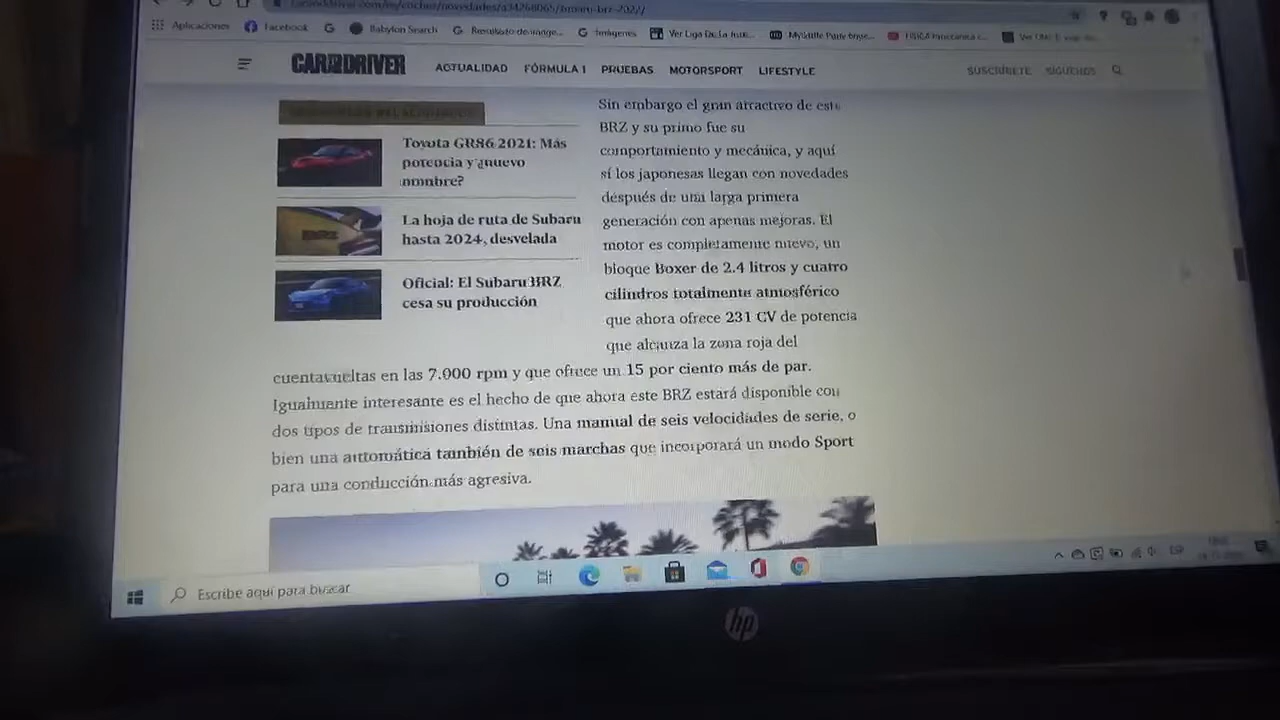 Aplicaciones
Facebook
Babylon Search
Imágenes
CAR AND DRIVER
ACTUALIDAD
FÓRMULA 1
PRUEBAS
MOTORSPORT
LIFESTYLE
SUSCRÍBETE
SÍGUENOS
Toyota GR86 2021: Más
potencia y ¿nuevo
nombre?
BRZ
La hoja de ruta de Subaru
hasta 2024, desvelada
Oficial: El Subaru BRZ
cesa su producción
Sin embargo el gran atractivo de este
BRZ y su primo fue su
comportamiento y mecánica, y aquí
sí los japonesas llegan con novedades
después de una larga primera
generación con apenas mejoras. El
motor es completamente nuevo, un
bloque Boxer de 2.4 litros y cuatro
cilindros totalmente atmosférico
que ahora ofrece 231 CV de potencia
que alcanza la zona roja del
cuentavueltas en las 7.000 rpm y que ofrece un 15 por ciento más de par.
Igualmante interesante es el hecho de que ahora este BRZ estará disponible con
dos tipos de transmisiones distintas. Una manual de seis velocidades de serie, o
bien una automática también de seis marchas que incorporará un modo Sport
para una conducción más agresiva.
Escribe aquí para buscar
hp